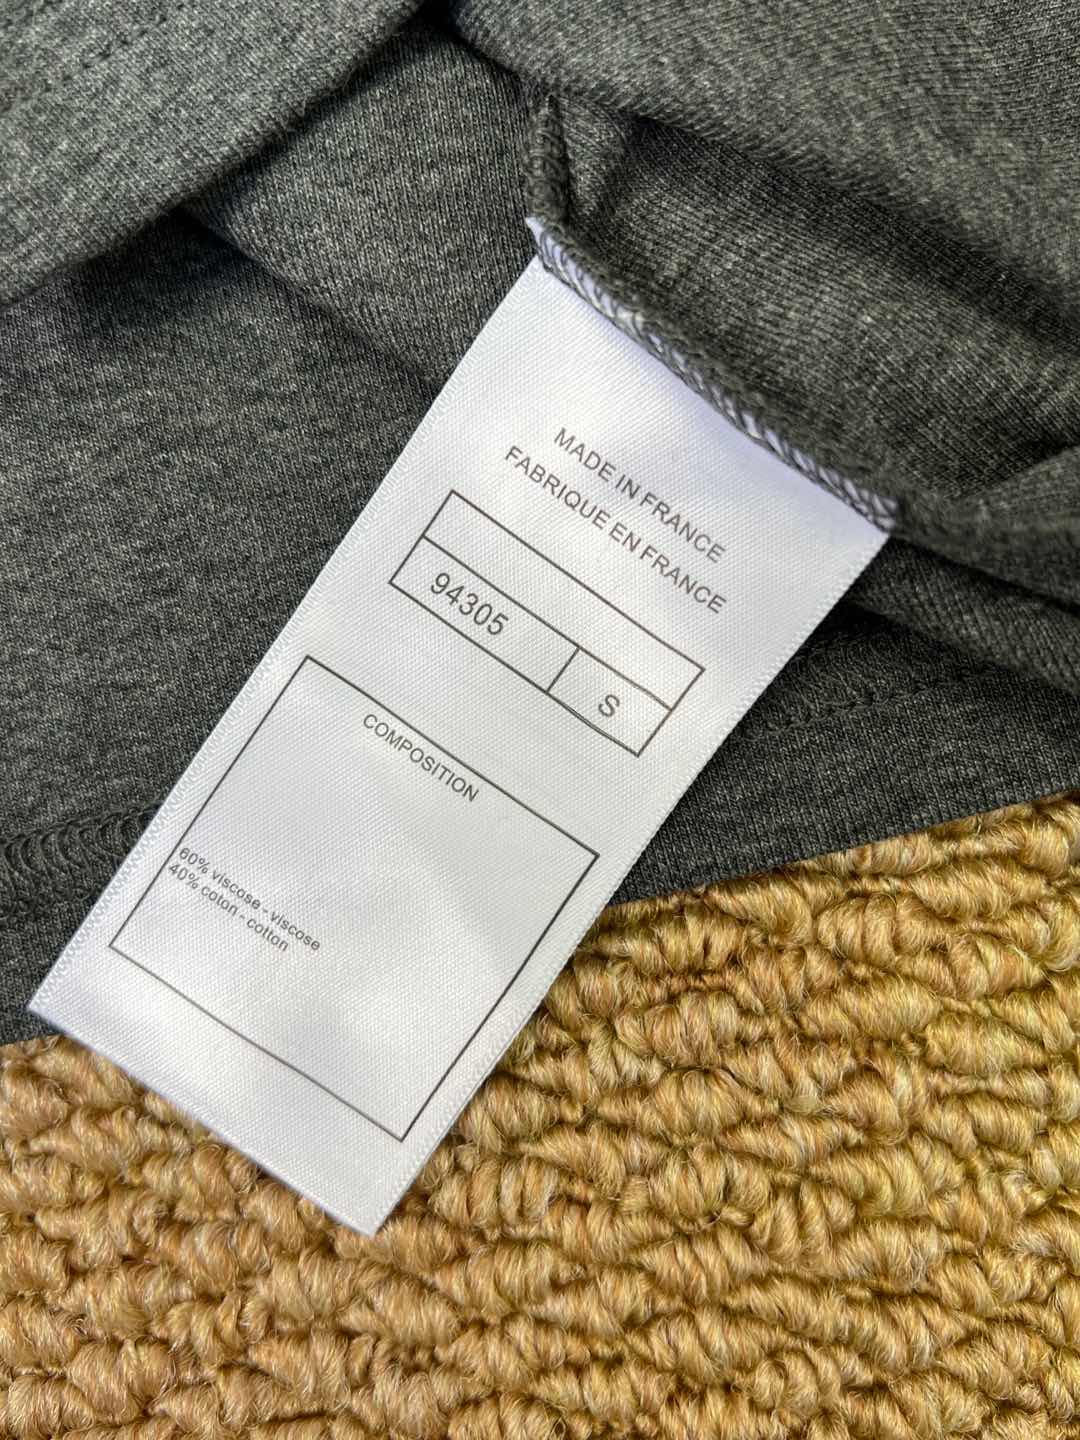 MADE IN FRANCE
FABRIQUE EN FRANCE
94305
S
COMPOSITION
60% viscose - viscose
40% coton - cotton